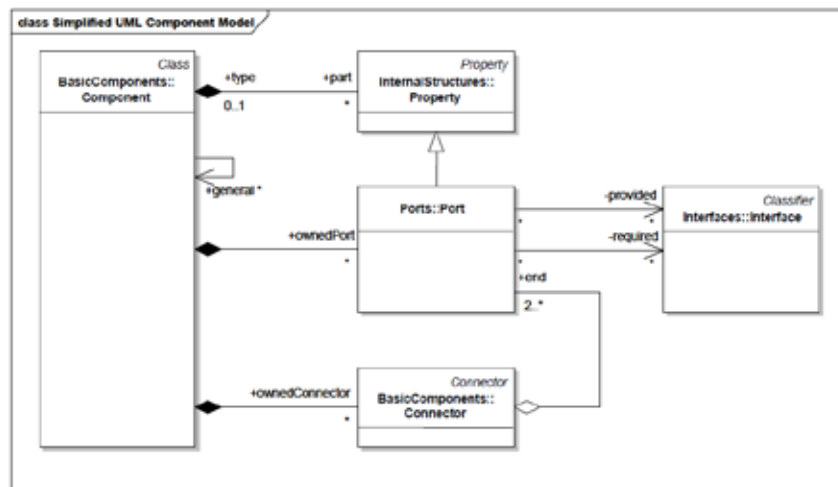 class Simplified UML Component Model
Class
BasicComponents::
Component
+type
+part
0..1
*
Property
InternalStructures::
Property
+general *
Ports::Port
-provided
*
*
-required
*
*
Classifier
Interfaces::Interface
+ownedPort
*
+end
2..*
+ownedConnector
*
Connector
BasicComponents::
Connector